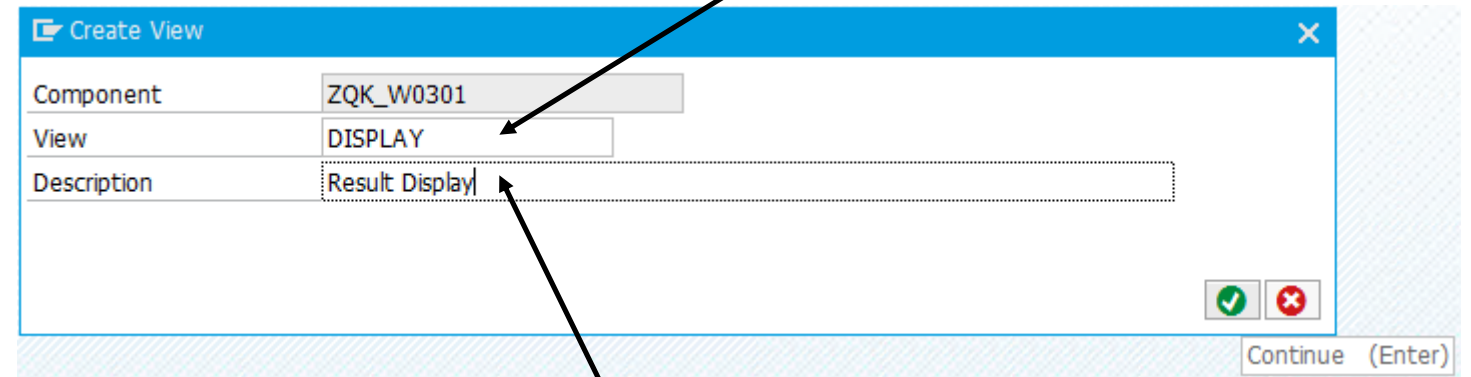 Create View
Component ZQK_W0301
View DISPLAY
Description Result Display
Continue (Enter)